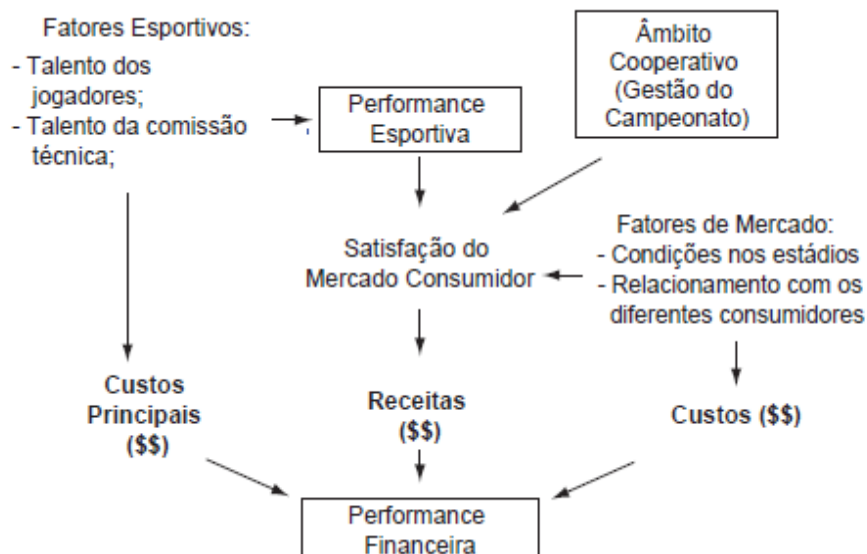 Fatores Esportivos:
- Talento dos
jogadores;
- Talento da comissão
técnica;
Performance
Esportiva
Âmbito
Cooperativo
(Gestão do
Campeonato)
Satisfação do
Mercado Consumidor
Fatores de Mercado:
- Condições nos estádios
- Relacionamento com os
diferentes consumidores
Custos
Principais
($$)
Receitas
($$)
Custos ($$)
Performance
Financeira